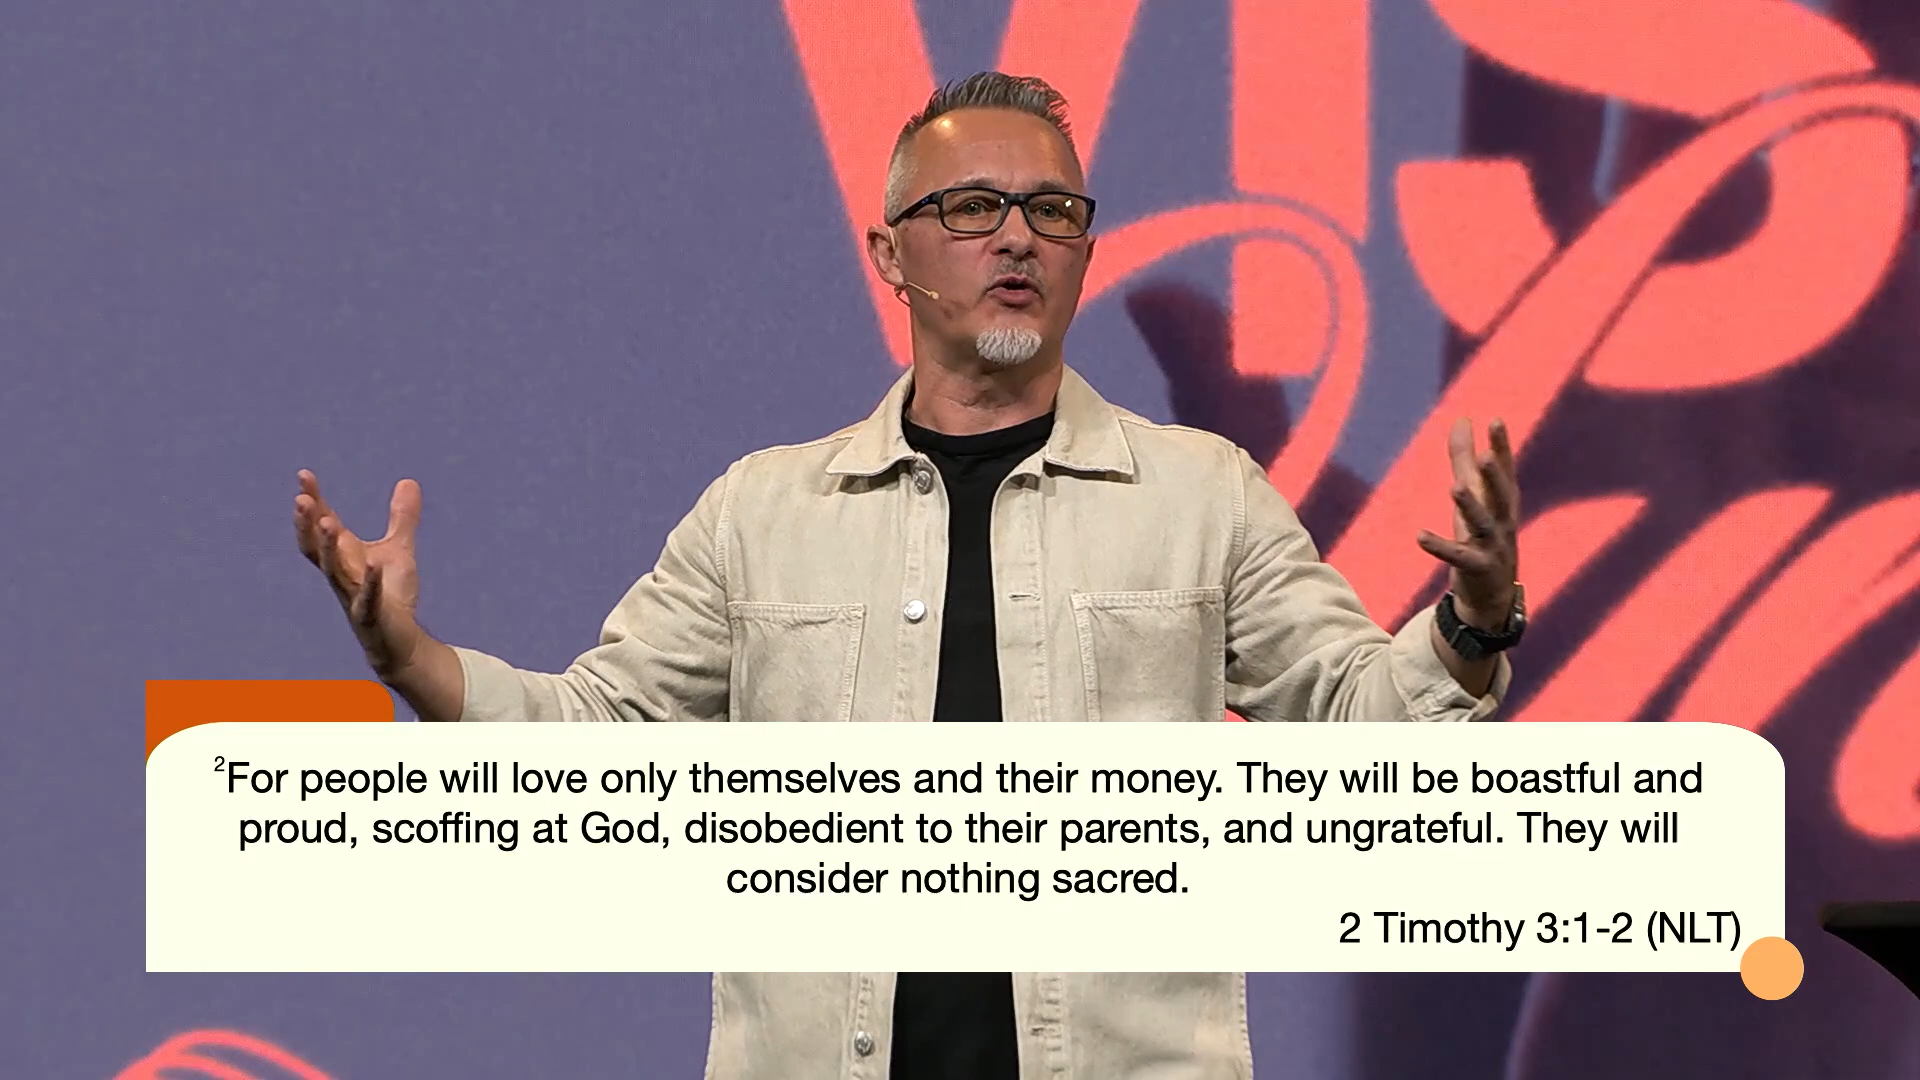 VIS
²For people will love only themselves and their money. They will be boastful and
proud, scoffing at God, disobedient to their parents, and ungrateful. They will
consider nothing sacred.
2 Timothy 3:1-2 (NLT)